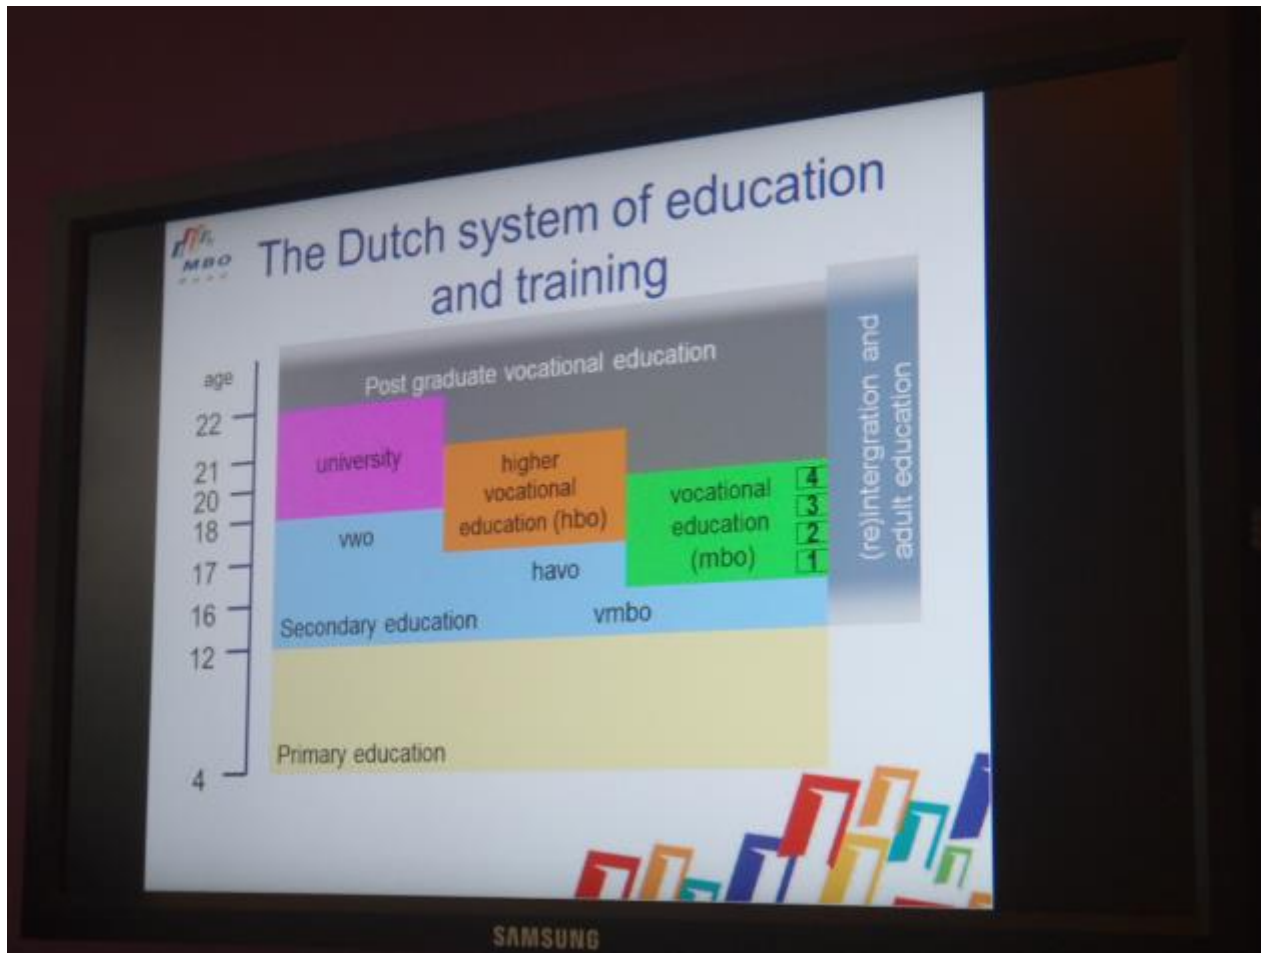 MBO
The Dutch system of education
and training
age
22
21
20
18
17
16
12
4
Post graduate vocational education
university
higher
vocational
education (hbo)
vocational
education
(mbo)
4
3
2
1
vwo
havo
vmbo
Secondary education
Primary education
(re)intergration and
adult education
SAMSUNG